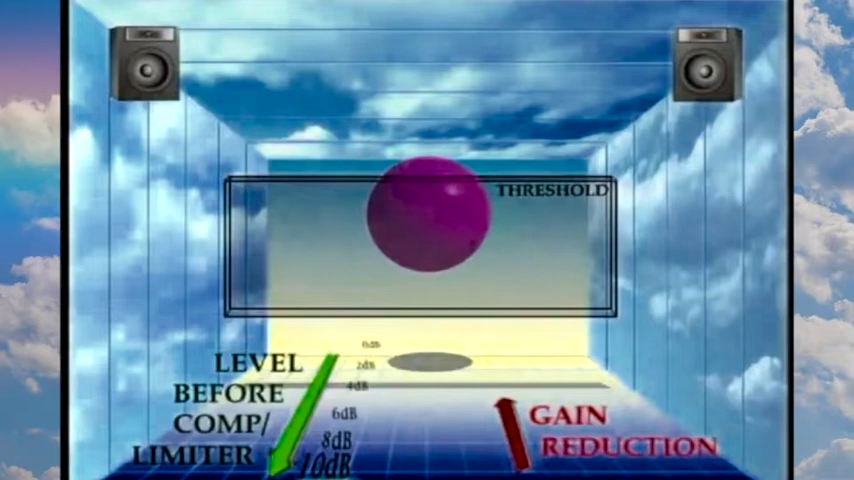 THRESHOLD
0dB
2dB
4dB
6dB
8dB
10dB
LEVEL
BEFORE
COMP/
LIMITER
GAIN
REDUCTION